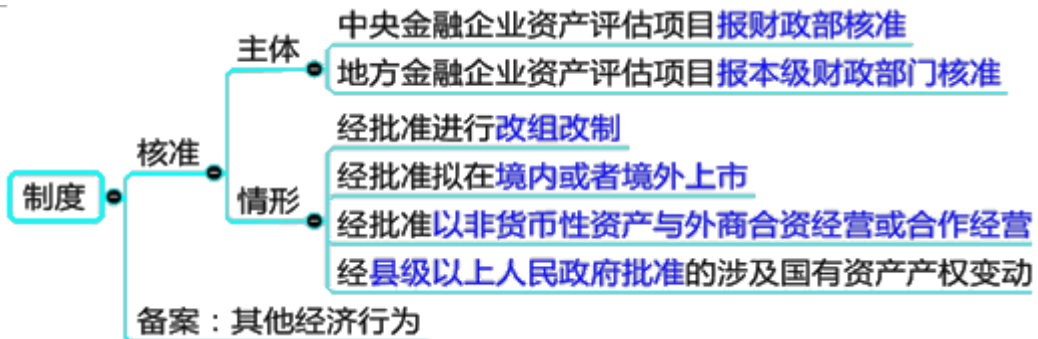 中央金融企业资产评估项目报财政部核准
主体
地方金融企业资产评估项目报本级财政部门核准
经批准进行改组改制
核准
经批准拟在境内或者境外上市
制度
情形
经批准以非货币性资产与外商合资经营或合作经营
经县级以上人民政府批准的涉及国有资产产权变动
备案：其他经济行为